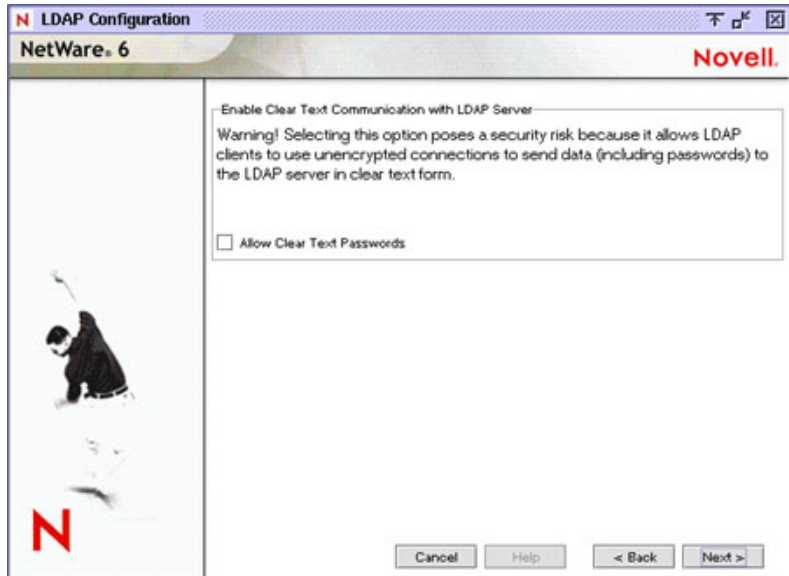 N LDAP Configuration
NetWare® 6
Novell.
Enable Clear Text Communication with LDAP Server
Warning! Selecting this option poses a security risk because it allows LDAP
clients to use unencrypted connections to send data (including passwords) to
the LDAP server in clear text form.
Allow Clear Text Passwords
N
Cancel
Help
< Back
Next >